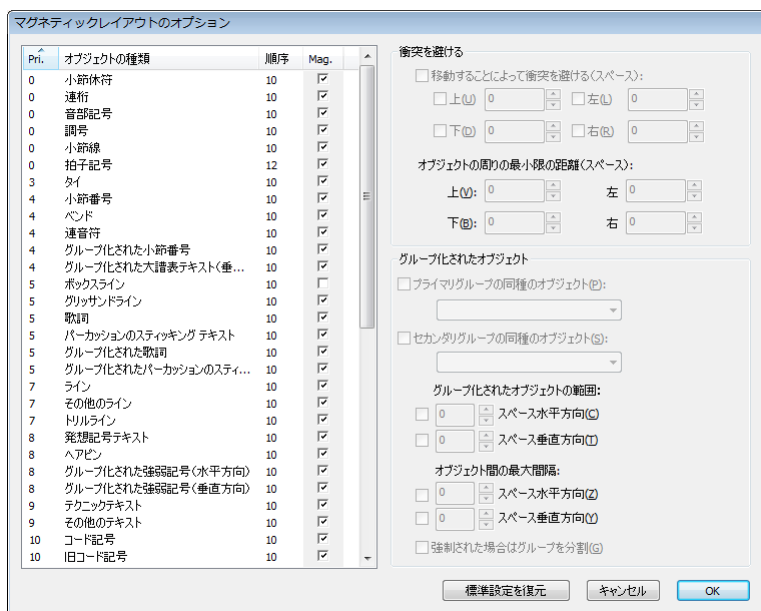 マグネティックレイアウトのオプション
Pri. オブジェクトの種類 順序 Mag.
0 小節休符 10
0 連桁 10
0 音部記号 10
0 調号 10
0 小節線 10
0 拍子記号 12
3 タイ 10
4 小節番号 10
4 ベンド 10
4 連音符 10
4 グループ化された小節番号 10
4 グループ化された大譜表テキスト(垂... 10
5 ボックスライン 10
5 グリッサンドライン 10
5 歌詞 10
5 パーカッションのスティッキング テキスト 10
5 グループ化された歌詞 10
5 グループ化されたパーカッションのスティ... 10
7 ライン 10
7 その他のライン 10
7 トリルライン 10
8 発想記号テキスト 10
8 ヘアピン 10
8 グループ化された強弱記号(水平方向) 10
8 グループ化された強弱記号(垂直方向) 10
9 テクニックテキスト 10
9 その他のテキスト 10
10 コード記号 10
10 旧コード記号 10
衝突を避ける
移動することによって衝突を避ける(スペース):
上(U) 0 左(L) 0
下(D) 0 右(R) 0
オブジェクトの周りの最小限の距離(スペース):
上(V): 0 左 0
下(B): 0 右 0
グループ化されたオブジェクト
プライマリグループの同種のオブジェクト(P):
セカンダリグループの同種のオブジェクト(S):
グループ化されたオブジェクトの範囲:
0 スペース水平方向(C)
0 スペース垂直方向(T)
オブジェクト間の最大間隔:
0 スペース水平方向(Z)
0 スペース垂直方向(Y)
強制された場合はグループを分割(G)
標準設定を復元 キャンセル OK